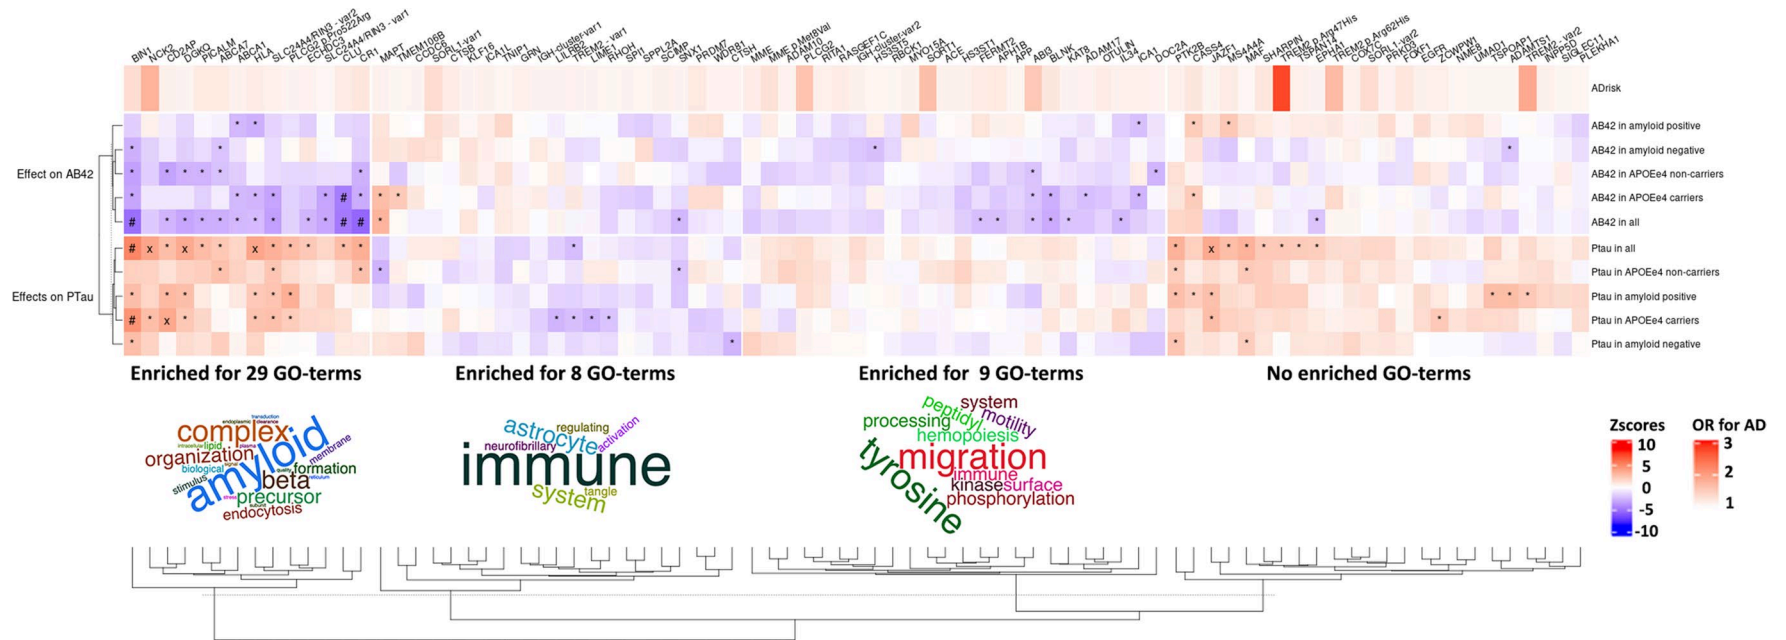 BIN1
NCK2
CD2AP
DGKQ
PICALM
ABCA7
ABCA1
HLA
SLC24A4/RIN3 - var2
PLCG2 p.Pro522Arg
ECHDC3
SLC24A4/RIN3 - var1
CLU
CR1
MAPT
TMEM106B
CCDC6
SORL1-var1
CTSB
KLF16
ICA1L
TNIP1
GRN
IGH-cluster-var1
LILRB2
TREM2 - var1
LIME1
RHOH
SPI1
SPPL2A
SCIMP
SNX1
PRDM7
WDR81
CTSH
MME
MME p.Met8Val
ADAM10
PLCG2
RITA1
RASGEF1C
IGH-cluster-var2
RBCK1
MYO15A
SORT1
ACE
HS3ST1
FERMT2
APH1B
APP
ABI3
BLNK
KAT8
ADAM17
OTULIN
IL34
ICA1
DOC2A
PTK2B
CASS4
JAZF1
MS4A4A
MAF
SHARPIN
TREM2 p.Arg47His
TSPAN14
EPHA1
TREM2 p.Arg62His
COX7C
SORL1-var2
PRKD3
FOXF1
EGFR
ZCWPW1
NME8
UMAD1
TSPOAP1
ADAMTS1
TREM2 - var2
INPP5D
SIGLEC11
PLEKHA1
ADrisk
Effect on AB42
AB42 in amyloid positive
AB42 in amyloid negative
AB42 in APOEe4 non-carriers
AB42 in APOEe4 carriers
AB42 in all
Effects on PTau
Ptau in all
Ptau in APOEe4 non-carriers
Ptau in amyloid positive
Ptau in APOEe4 carriers
Ptau in amyloid negative
Enriched for 29 GO-terms
Enriched for 8 GO-terms
Enriched for 9 GO-terms
No enriched GO-terms
transduction
endoplasmic clearance
complex
lipid
organization
amyloid
membrane
biological
formation
stimulus
beta
reticulum
precursor
endocytosis
astrocyte
regulating
activation
neurofibrillary
immune
tangle
system
system
peptidyl
motility
processing
hemopoiesis
migration
tyrosine
immune
kinase
surface
phosphorylation
Zscores
10
5
0
-5
-10
OR for AD
3
2
1